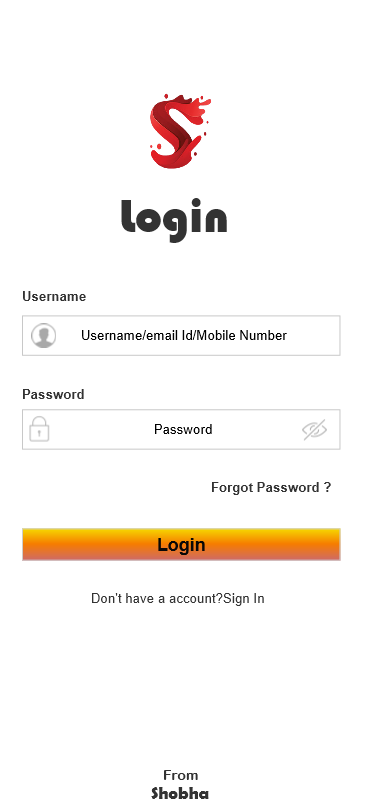 S
Login
Username
Username/email Id/Mobile Number
Password
Password
Forgot Password ?
Login
Don't have a account?Sign In
From
Shobha